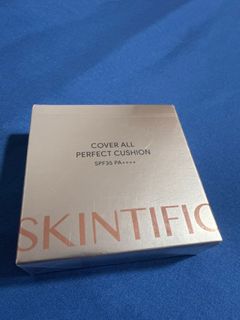 COVER ALL
PERFECT CUSHION
SPF35 PA++++
SKINTIFIC